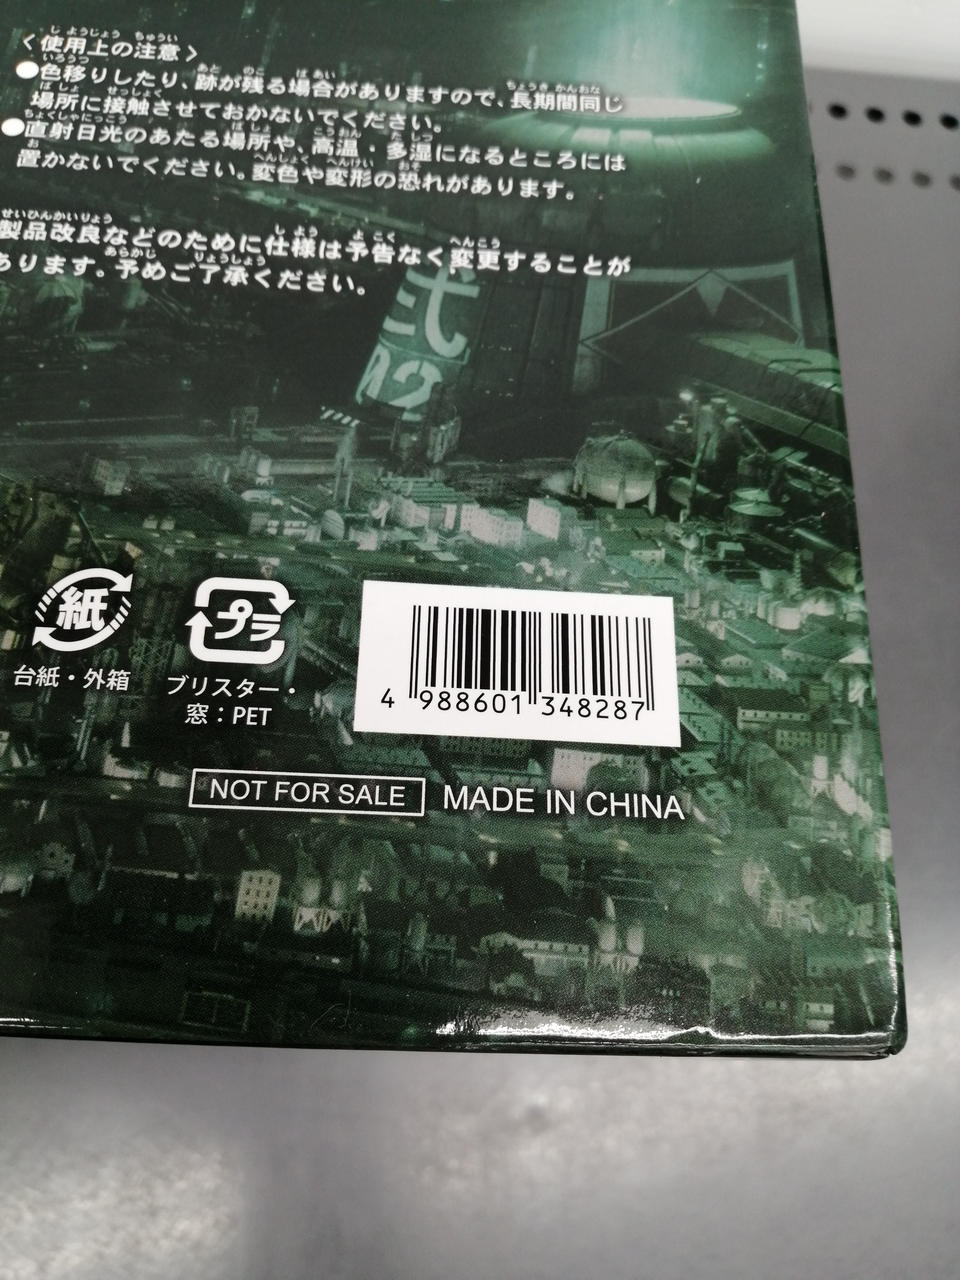 〈使用上の注意〉
●色移りしたり、跡が残る場合がありますので、長期間同じ
場所に接触させておかないでください。
●直射日光のあたる場所や、高温・多湿になるところには
置かないでください。変色や変形の恐れがあります。
製品改良などのために仕様は予告なく変更することが
あります。予めご了承ください。
弐
02
紙
プラ
台紙・外箱
ブリスター・
窓：PET
4 988601 348287
NOT FOR SALE MADE IN CHINA